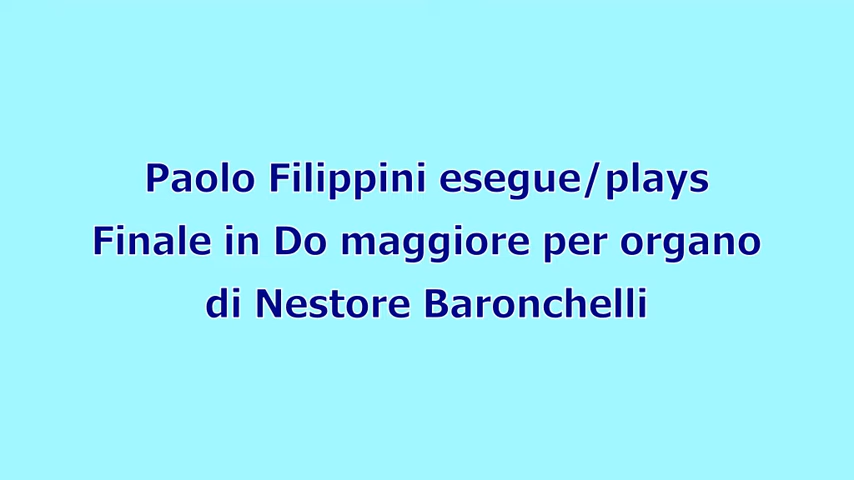 Paolo Filippini esegue/plays
Finale in Do maggiore per organo
di Nestore Baronchelli